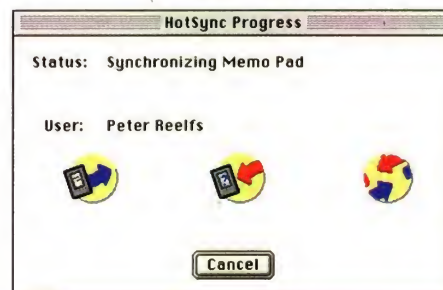 HotSync Progress
Status: Synchronizing Memo Pad
User: Peter Reelfs
Cancel